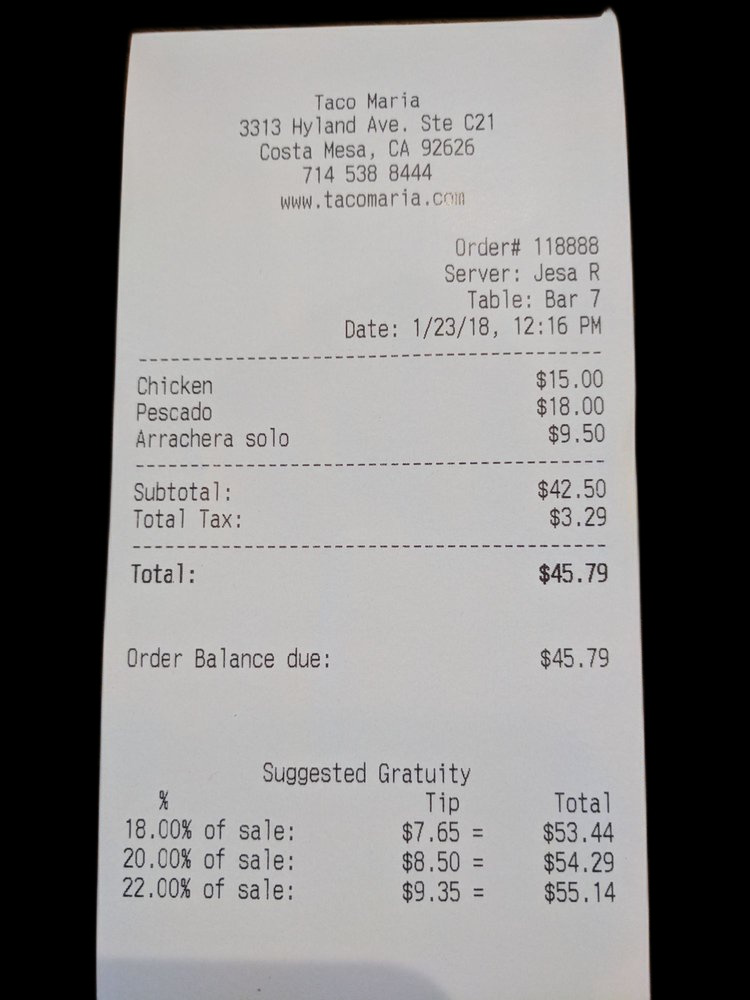 Taco Maria
3313 Hyland Ave. Ste C21
Costa Mesa, CA 92626
714 538 8444
www.tacomaria.com
Order# 118888
Server: Jesa R
Table: Bar 7
Date: 1/23/18, 12:16 PM
Chicken $15.00
Pescado $18.00
Arrachera solo $9.50
Subtotal: $42.50
Total Tax: $3.29
Total: $45.79
Order Balance due: $45.79
Suggested Gratuity
% Tip Total
18.00% of sale: $7.65 = $53.44
20.00% of sale: $8.50 = $54.29
22.00% of sale: $9.35 = $55.14